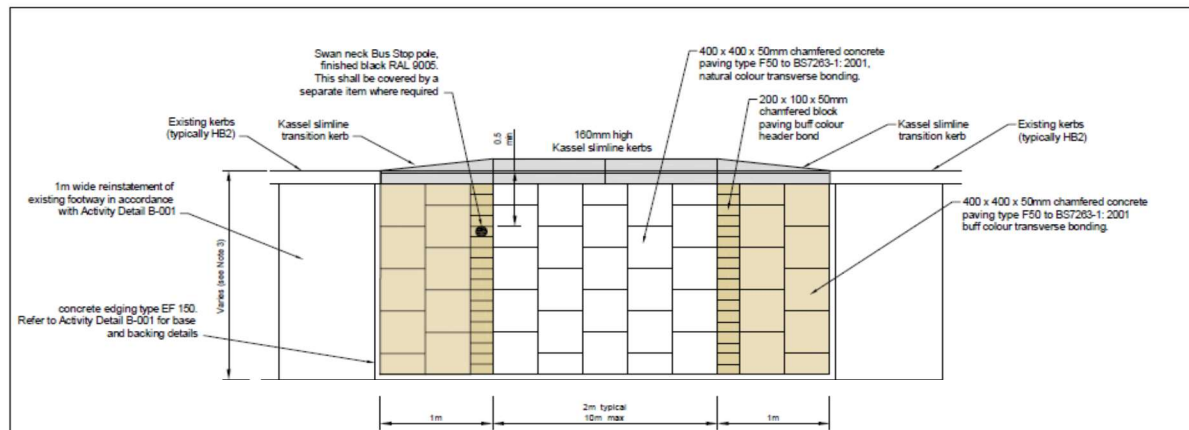 Swan neck Bus Stop pole,
finished black RAL 9005.
This shall be covered by a
separate item where required
400 x 400 x 50mm chamfered concrete
paving type F50 to BS7263-1: 2001,
natural colour transverse bonding.
200 x 100 x 50mm
chamfered block
paving buff colour
header bond
Existing kerbs
(typically HB2)
Kassel slimline
transition kerb
0.5
min
160mm high
Kassel slimline kerbs
Kassel slimline
transition kerb
Existing kerbs
(typically HB2)
1m wide reinstatement of
existing footway in accordance
with Activity Detail B-001
400 x 400 x 50mm chamfered concrete
paving type F50 to BS7263-1: 2001
buff colour transverse bonding.
Varies (see Note 3)
concrete edging type EF 150.
Refer to Activity Detail B-001 for base
and backing details
1m
2m typical
10m max
1m